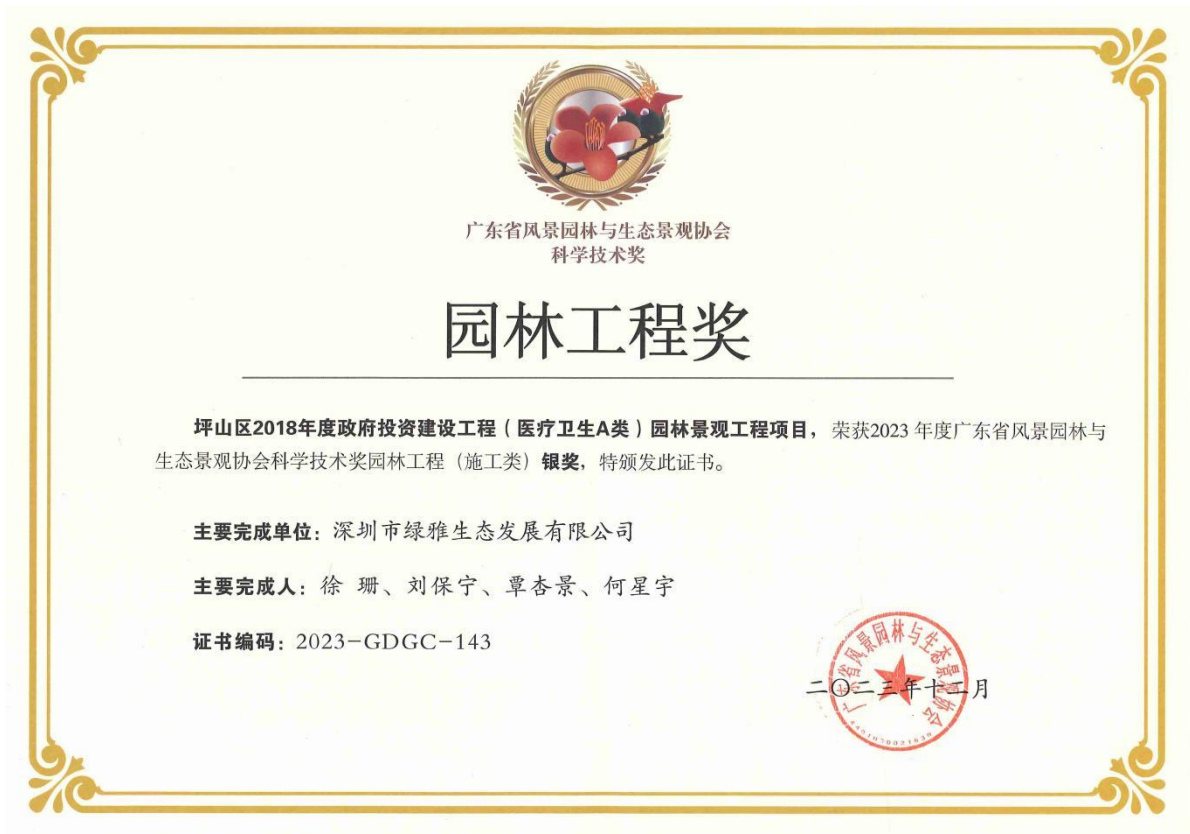 广东省风景园林与生态景观协会
科学技术奖
园林工程奖
坪山区2018年度政府投资建设工程（医疗卫生A类）园林景观工程项目，荣获2023年度广东省风景园林与
生态景观协会科学技术奖园林工程（施工类）银奖，特颁发此证书。
主要完成单位：深圳市绿雅生态发展有限公司
主要完成人：徐 珊、刘保宁、覃杏景、何星宇
证书编码：2023-GDGC-143
广东省风景园林与生态景观协会
二〇二三年十二月